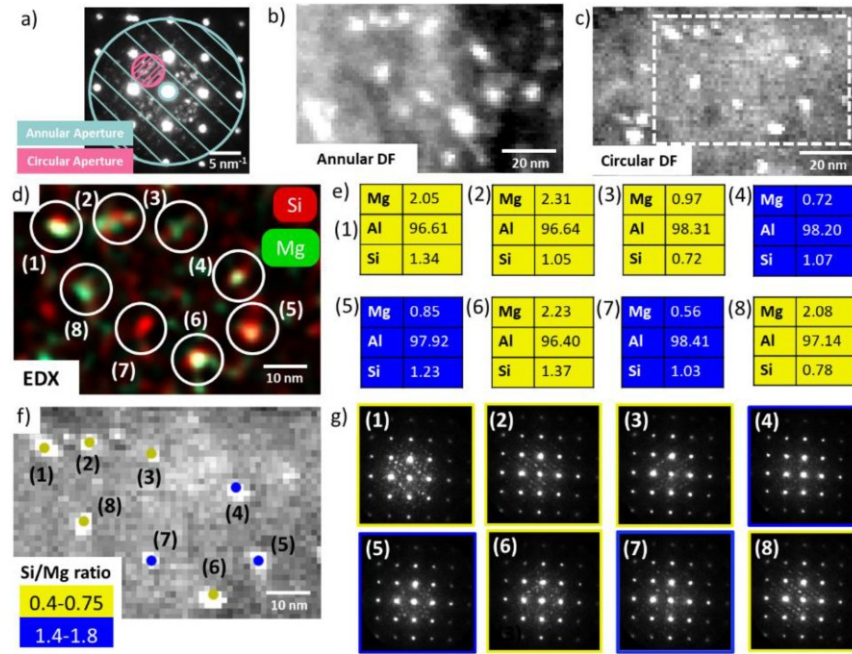 a)
Annular Aperture
Circular Aperture
5 nm⁻¹
b)
Annular DF
20 nm
c)
Circular DF
20 nm
d)
(1)
(2)
(3)
(4)
(5)
(6)
(7)
(8)
Si
Mg
EDX
10 nm
e)
(1)
Mg 2.05
Al 96.61
Si 1.34
(2)
Mg 2.31
Al 96.64
Si 1.05
(3)
Mg 0.97
Al 98.31
Si 0.72
(4)
Mg 0.72
Al 98.20
Si 1.07
(5)
Mg 0.85
Al 97.92
Si 1.23
(6)
Mg 2.23
Al 96.40
Si 1.37
(7)
Mg 0.56
Al 98.41
Si 1.03
(8)
Mg 2.08
Al 97.14
Si 0.78
f)
(1)
(2)
(3)
(4)
(5)
(6)
(7)
(8)
Si/Mg ratio
0.4-0.75
1.4-1.8
10 nm
g)
(1)
(2)
(3)
(4)
(5)
(6)
(7)
(8)